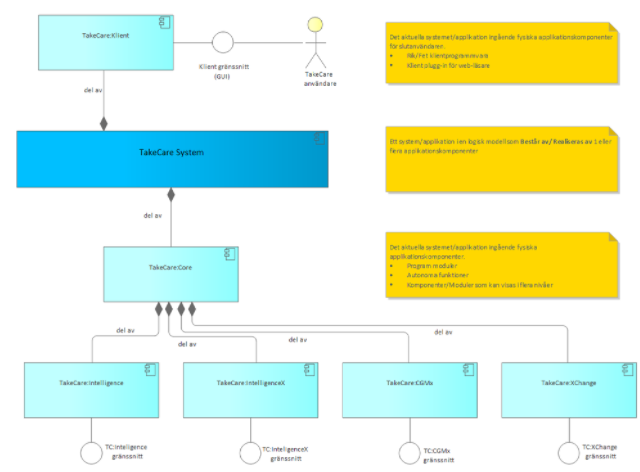 TakeCare:Klient
Klient gränssnitt
(GUI)
TakeCare
användare
Det aktuella systemet/applikation ingående fysiska applikationskomponenter
för slutanvändaren.
• Rik/Fet klientprogramvara
• Klient plugg-in för web-läsare
del av
TakeCare System
Ett system/applikation i en logisk modell som Består av/ Realiseras av 1 eller
flera applikationskomponenter
del av
Det aktuella systemet/applikation ingående fysiska
applikationskomponenter.
• Program moduler
• Autonoma funktioner
• Komponenter/Moduler som kan visas i flera nivåer
TakeCare:Core
del av
del av
del av
del av
TakeCare:Intelligence
TakeCare:IntelligenceX
TakeCare:CGMx
TakeCare:XChange
TC:Intelligence
gränssnitt
TC:IntelligenceX
gränssnitt
TC:CGMx
gränssnitt
TC:XChange
gränssnitt